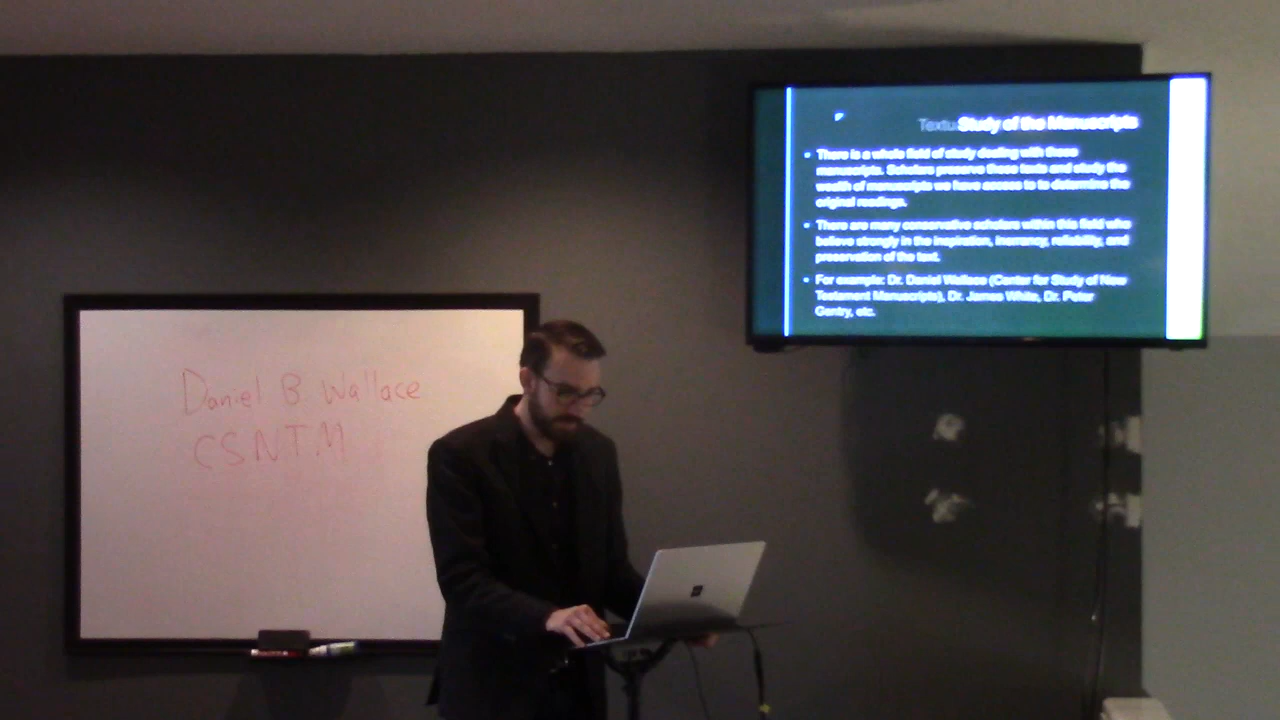 Daniel B. Wallace
CSNTM
Textu Study of the Manuscripts
There is a whole field of study dealing with these
manuscripts. Scholars preserve these texts and study the
wealth of manuscripts we have access to to determine the
original readings.
There are many conservative scholars within this field who
believe strongly in the inspiration, inerrancy, reliability, and
preservation of the text.
For example: Dr. Daniel Wallace (Center for Study of New
Testament Manuscripts), Dr. James White, Dr. Peter
Gentry, etc.